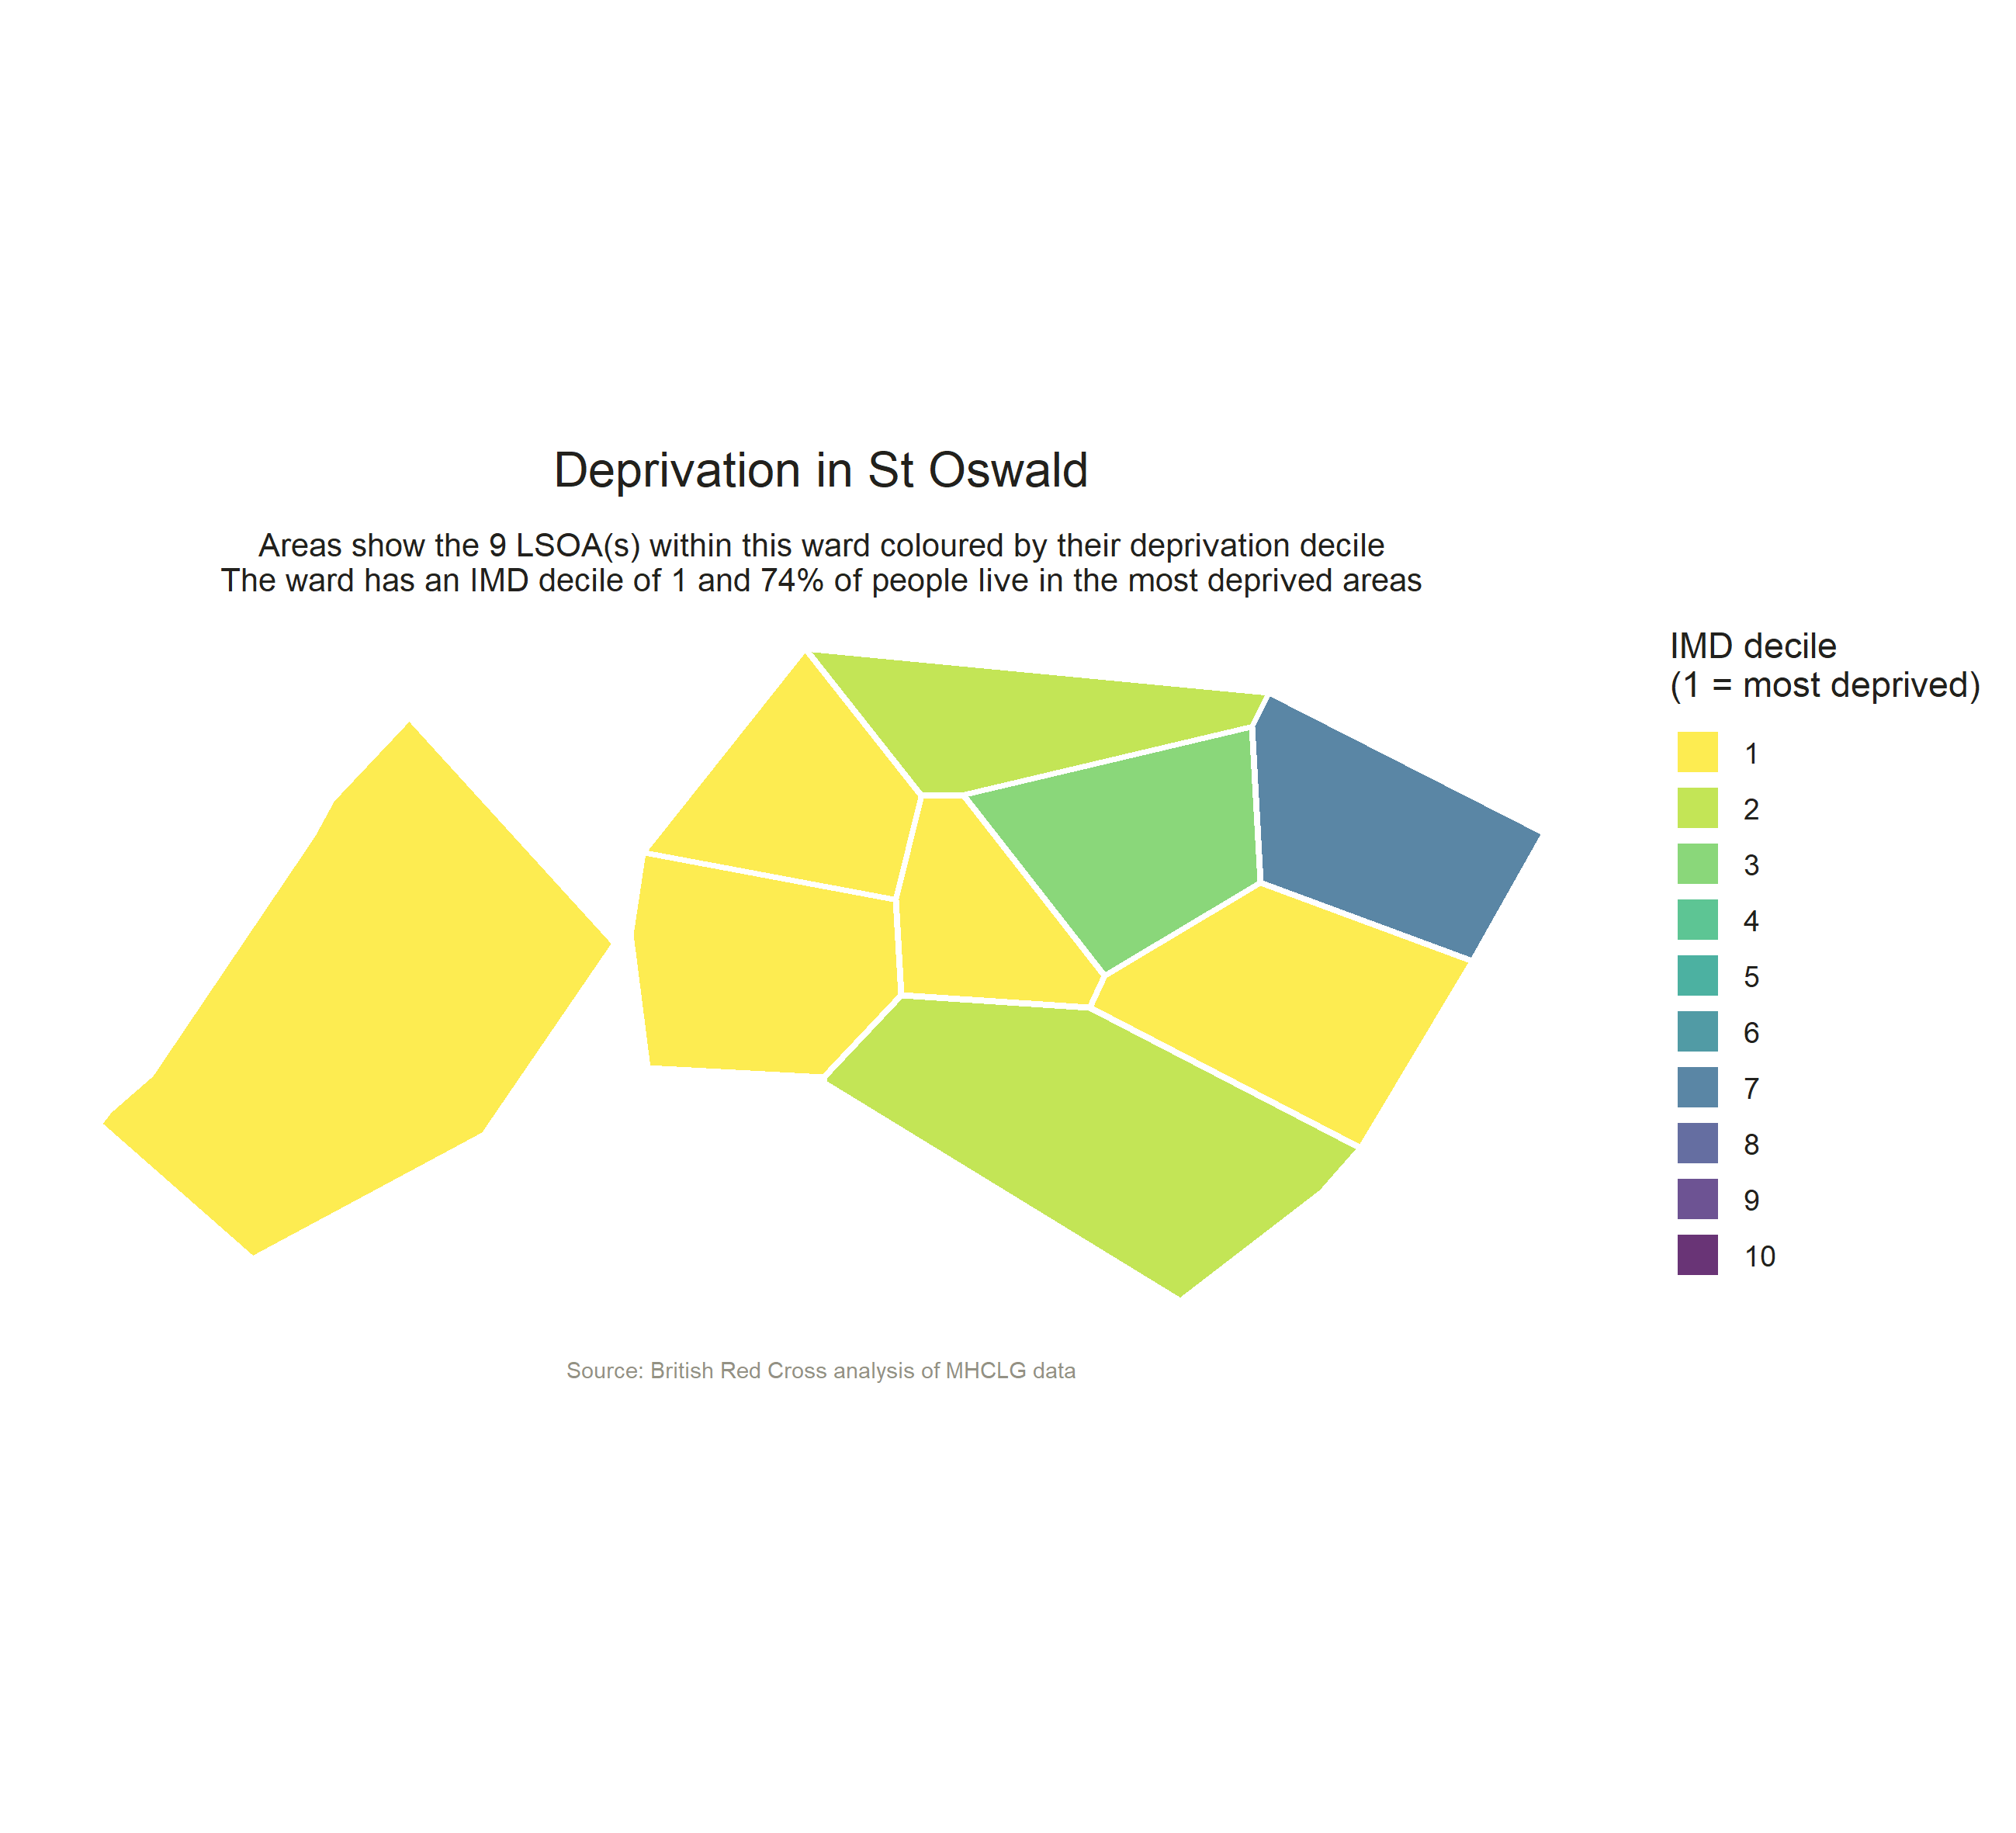 Deprivation in St Oswald
Areas show the 9 LSOA(s) within this ward coloured by their deprivation decile
The ward has an IMD decile of 1 and 74% of people live in the most deprived areas
IMD decile
(1 = most deprived)
1
2
3
4
5
6
7
8
9
10
Source: British Red Cross analysis of MHCLG data